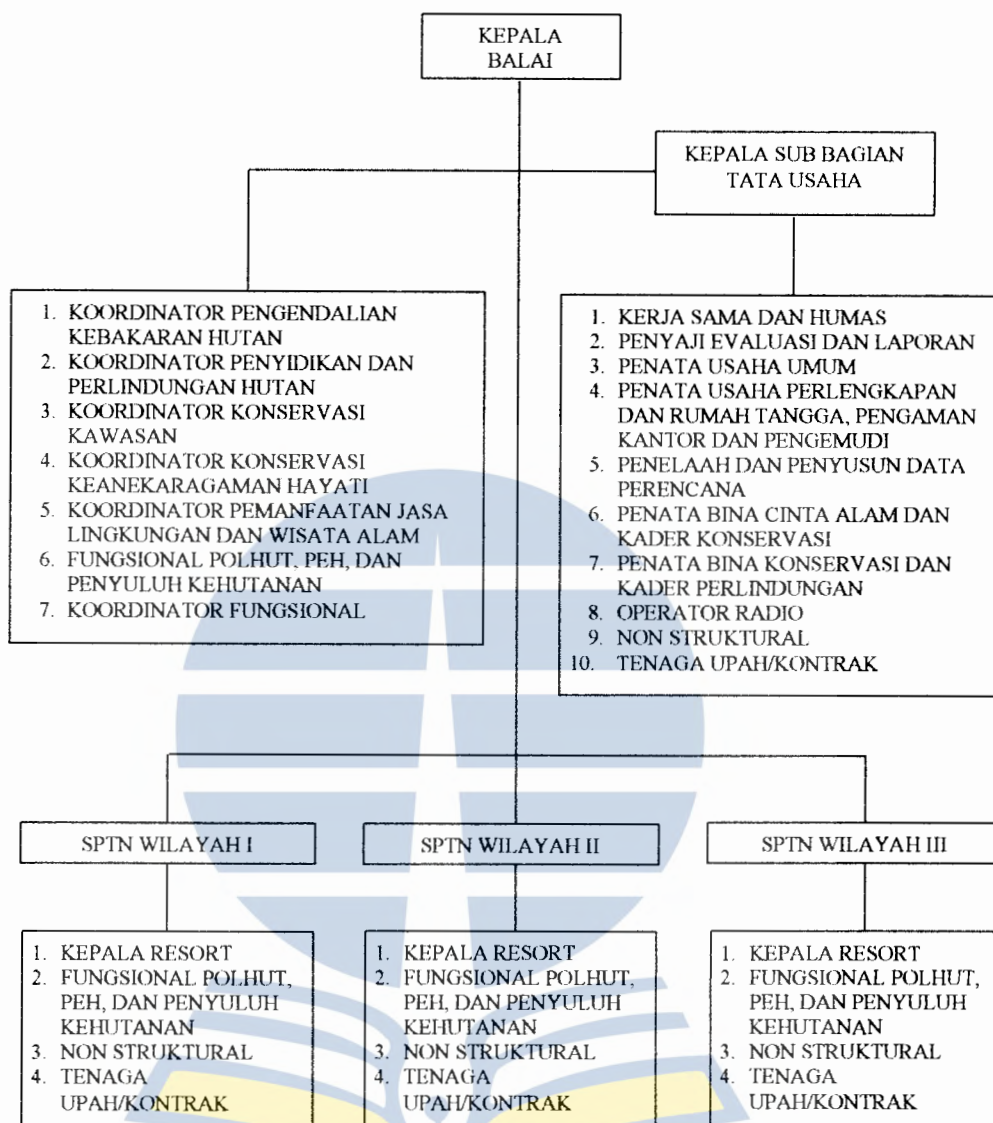 KEPALA
BALAI
KEPALA SUB BAGIAN
TATA USAHA
1. KOORDINATOR PENGENDALIAN
KEBAKARAN HUTAN
2. KOORDINATOR PENYIDIKAN DAN
PERLINDUNGAN HUTAN
3. KOORDINATOR KONSERVASI
KAWASAN
4. KOORDINATOR KONSERVASI
KEANEKARAGAMAN HAYATI
5. KOORDINATOR PEMANFAATAN JASA
LINGKUNGAN DAN WISATA ALAM
6. FUNGSIONAL POLHUT, PEH, DAN
PENYULUH KEHUTANAN
7. KOORDINATOR FUNGSIONAL
1. KERJA SAMA DAN HUMAS
2. PENYAJI EVALUASI DAN LAPORAN
3. PENATA USAHA UMUM
4. PENATA USAHA PERLENGKAPAN
DAN RUMAH TANGGA, PENGAMAN
KANTOR DAN PENGEMUDI
5. PENELAAH DAN PENYUSUN DATA
PERENCANA
6. PENATA BINA CINTA ALAM DAN
KADER KONSERVASI
7. PENATA BINA KONSERVASI DAN
KADER PERLINDUNGAN
8. OPERATOR RADIO
9. NON STRUKTURAL
10. TENAGA UPAH/KONTRAK
SPTN WILAYAH I
SPTN WILAYAH II
SPTN WILAYAH III
1. KEPALA RESORT
2. FUNGSIONAL POLHUT,
PEH, DAN PENYULUH
KEHUTANAN
3. NON STRUKTURAL
4. TENAGA
UPAH/KONTRAK
1. KEPALA RESORT
2. FUNGSIONAL POLHUT,
PEH, DAN PENYULUH
KEHUTANAN
3. NON STRUKTURAL
4. TENAGA
UPAH/KONTRAK
1. KEPALA RESORT
2. FUNGSIONAL POLHUT,
PEH, DAN PENYULUH
KEHUTANAN
3. NON STRUKTURAL
4. TENAGA
UPAH/KONTRAK